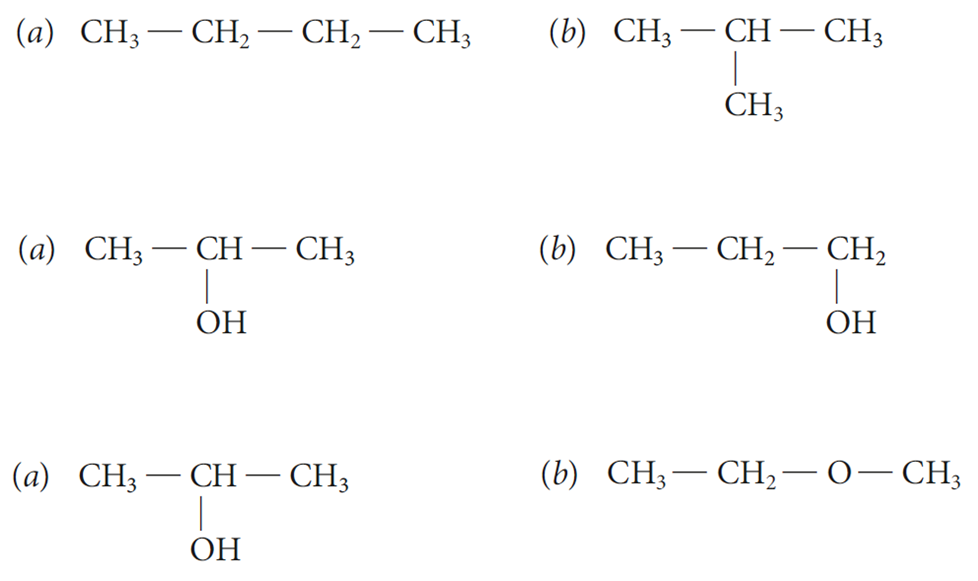 (a) CH₃ — CH₂ — CH₂ — CH₃ (b) CH₃ — CH — CH₃
|
CH₃
(a) CH₃ — CH — CH₃ (b) CH₃ — CH₂ — CH₂
| |
OH OH
(a) CH₃ — CH — CH₃ (b) CH₃ — CH₂ — O — CH₃
|
OH